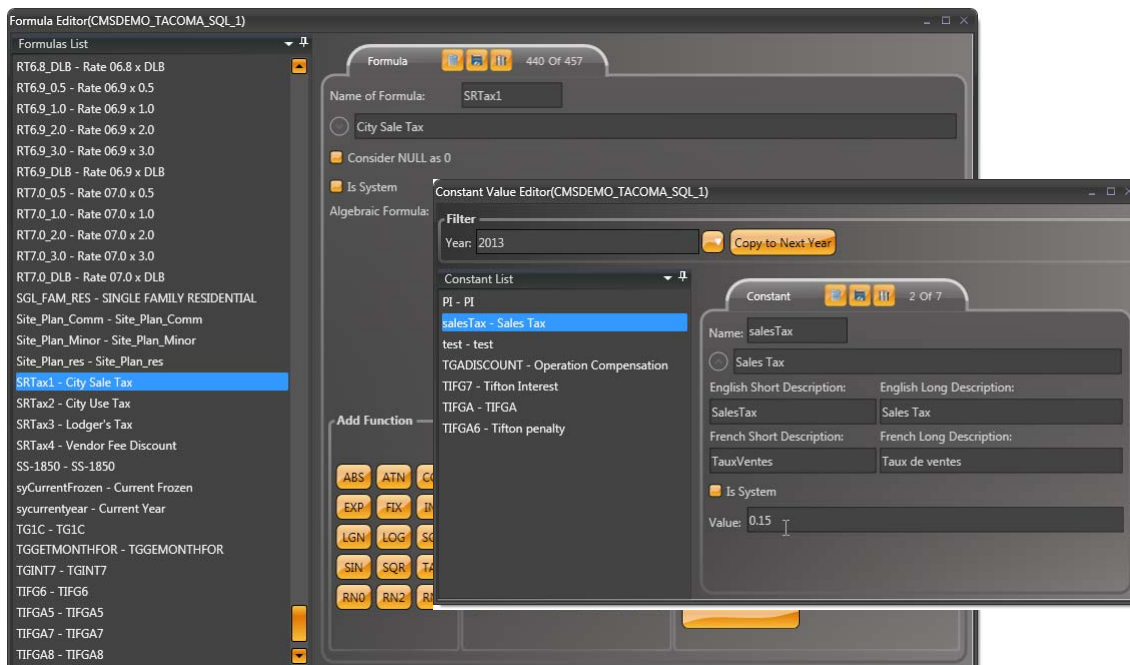 Formula Editor(CMSDEMO_TACOMA_SQL_1)
Formulas List
RT6.8_DLB - Rate 06.8 x DLB
RT6.9_0.5 - Rate 06.9 x 0.5
RT6.9_1.0 - Rate 06.9 x 1.0
RT6.9_2.0 - Rate 06.9 x 2.0
RT6.9_3.0 - Rate 06.9 x 3.0
RT6.9_DLB - Rate 06.9 x DLB
RT7.0_0.5 - Rate 07.0 x 0.5
RT7.0_1.0 - Rate 07.0 x 1.0
RT7.0_2.0 - Rate 07.0 x 2.0
RT7.0_3.0 - Rate 07.0 x 3.0
RT7.0_DLB - Rate 07.0 x DLB
SGL_FAM_RES - SINGLE FAMILY RESIDENTIAL
Site_Plan_Comm - Site_Plan_Comm
Site_Plan_Minor - Site_Plan_Minor
Site_Plan_res - Site_Plan_res
SRTax1 - City Sale Tax
SRTax2 - City Use Tax
SRTax3 - Lodger's Tax
SRTax4 - Vendor Fee Discount
SS-1850 - SS-1850
syCurrentFrozen - Current Frozen
sycurrentyear - Current Year
TG1C - TG1C
TGGETMONTHFOR - TGGEMONTHFOR
TGINT7 - TGINT7
TIFG6 - TIFG6
TIFGA5 - TIFGA5
TIFGA7 - TIFGA7
TIFGA8 - TIFGA8
Formula 440 Of 457
Name of Formula: SRTax1
City Sale Tax
Consider NULL as 0
Is System
Algebraic Formula:
Add Function
ABS ATN
EXP FIX
LGN LOG
SIN SQR
RN0 RN2
Constant Value Editor(CMSDEMO_TACOMA_SQL_1)
Filter
Year: 2013 Copy to Next Year
Constant List
PI - PI
salesTax - Sales Tax
test - test
TGADISCOUNT - Operation Compensation
TIFG7 - Tifton Interest
TIFGA - TIFGA
TIFGA6 - Tifton penalty
Constant 2 Of 7
Name: salesTax
Sales Tax
English Short Description: English Long Description:
SalesTax Sales Tax
French Short Description: French Long Description:
TauxVentes Taux de ventes
Is System
Value: 0.15